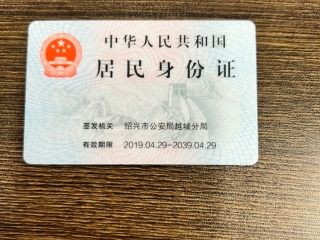 中华人民共和国
居民身份证
签发机关 绍兴市公安局越城分局
有效期限 2019.04.29-2039.04.29